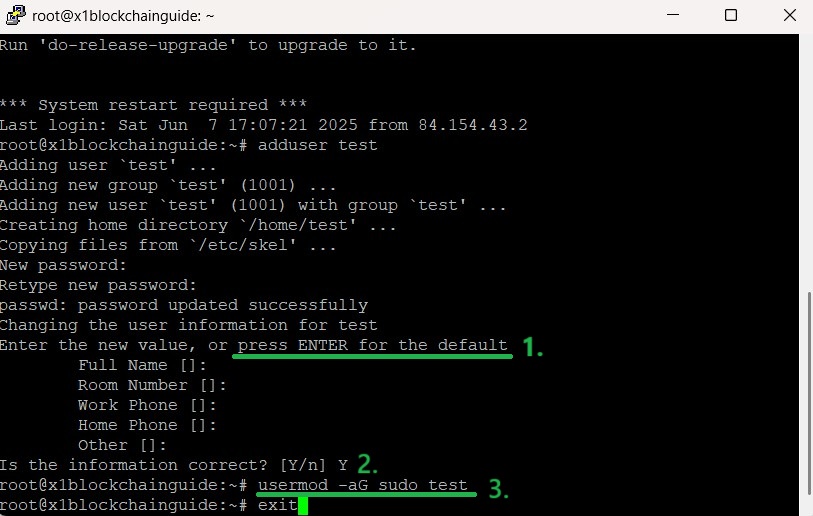 root@x1blockchainguide: ~
Run 'do-release-upgrade' to upgrade to it.
*** System restart required ***
Last login: Sat Jun  7 17:07:21 2025 from 84.154.43.2
root@x1blockchainguide:~# adduser test
Adding user `test' ...
Adding new group `test' (1001) ...
Adding new user `test' (1001) with group `test' ...
Creating home directory `/home/test' ...
Copying files from `/etc/skel' ...
New password:
Retype new password:
passwd: password updated successfully
Changing the user information for test
Enter the new value, or press ENTER for the default 1.
Full Name []:
Room Number []:
Work Phone []:
Home Phone []:
Other []:
Is the information correct? [Y/n] Y 2.
root@x1blockchainguide:~# usermod -aG sudo test 3.
root@x1blockchainguide:~# exit